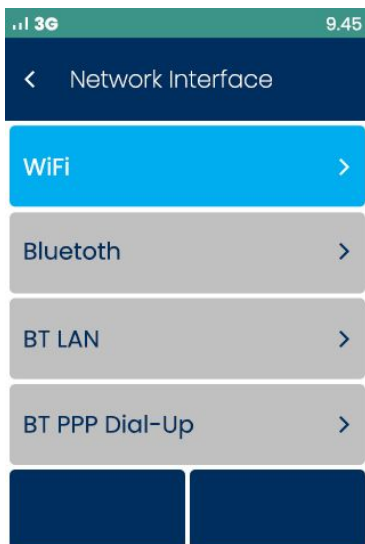 3G 9.45
Network Interface
WiFi
Bluetoth
BT LAN
BT PPP Dial-Up